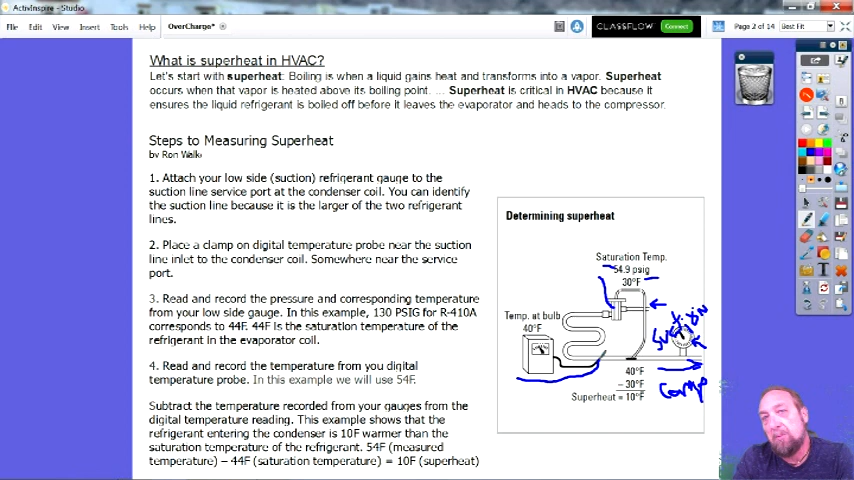 ActivInspire - Studio
File Edit View Insert Tools Help
OverCharge*
CLASSFLOW
Connect
Page 2 of 14
Best Fit
What is superheat in HVAC?
Let's start with superheat: Boiling is when a liquid gains heat and transforms into a vapor. Superheat
occurs when that vapor is heated above its boiling point. ... Superheat is critical in HVAC because it
ensures the liquid refrigerant is boiled off before it leaves the evaporator and heads to the compressor.
Steps to Measuring Superheat
by Ron Walker
1. Attach your low side (suction) refrigerant gauge to the
suction line service port at the condenser coil. You can identify
the suction line because it is the larger of the two refrigerant
lines.
2. Place a clamp on digital temperature probe near the suction
line inlet to the condenser coil. Somewhere near the service
port.
3. Read and record the pressure and corresponding temperature
from your low side gauge. In this example, 130 PSIG for R-410A
corresponds to 44F. 44F is the saturation temperature of the
refrigerant in the evaporator coil.
4. Read and record the temperature from you digital
temperature probe. In this example we will use 54F.
Subtract the temperature recorded from your gauges from the
digital temperature reading. This example shows that the
refrigerant entering the condenser is 10F warmer than the
saturation temperature of the refrigerant. 54F (measured
temperature) – 44F (saturation temperature) = 10F (superheat)
Determining superheat
Saturation Temp.
54.9 psig
30°F
Temp. at bulb
40°F
Suction
40°F
– 30°F
Superheat = 10°F
Comp